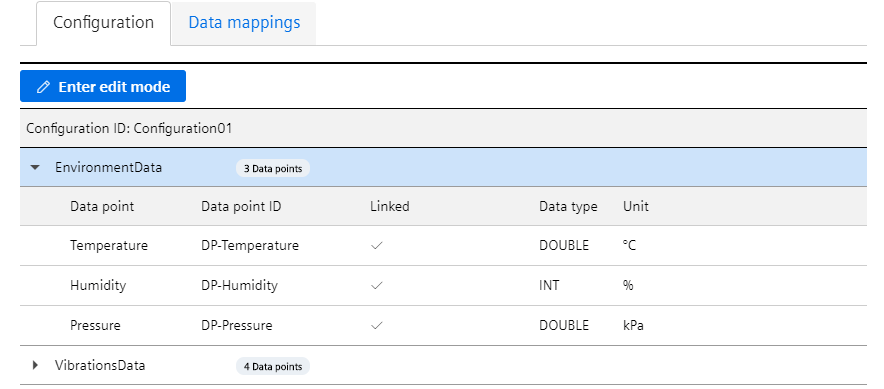 Configuration Data mappings
Enter edit mode
Configuration ID: Configuration01
EnvironmentData 3 Data points
Data point Data point ID Linked Data type Unit
Temperature DP-Temperature ✓ DOUBLE °C
Humidity DP-Humidity ✓ INT %
Pressure DP-Pressure ✓ DOUBLE kPa
VibrationsData 4 Data points